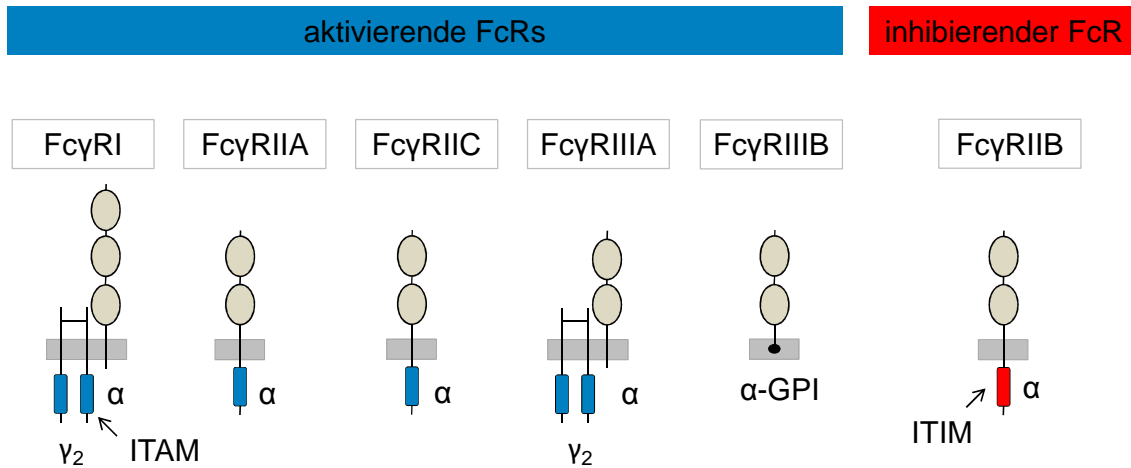 aktivierende FcRs
inhibierender FcR
FcγRI
FcγRIIA
FcγRIIC
FcγRIIIA
FcγRIIIB
FcγRIIB
α
α
α
α
α-GPI
α
γ₂
ITAM
γ₂
ITIM